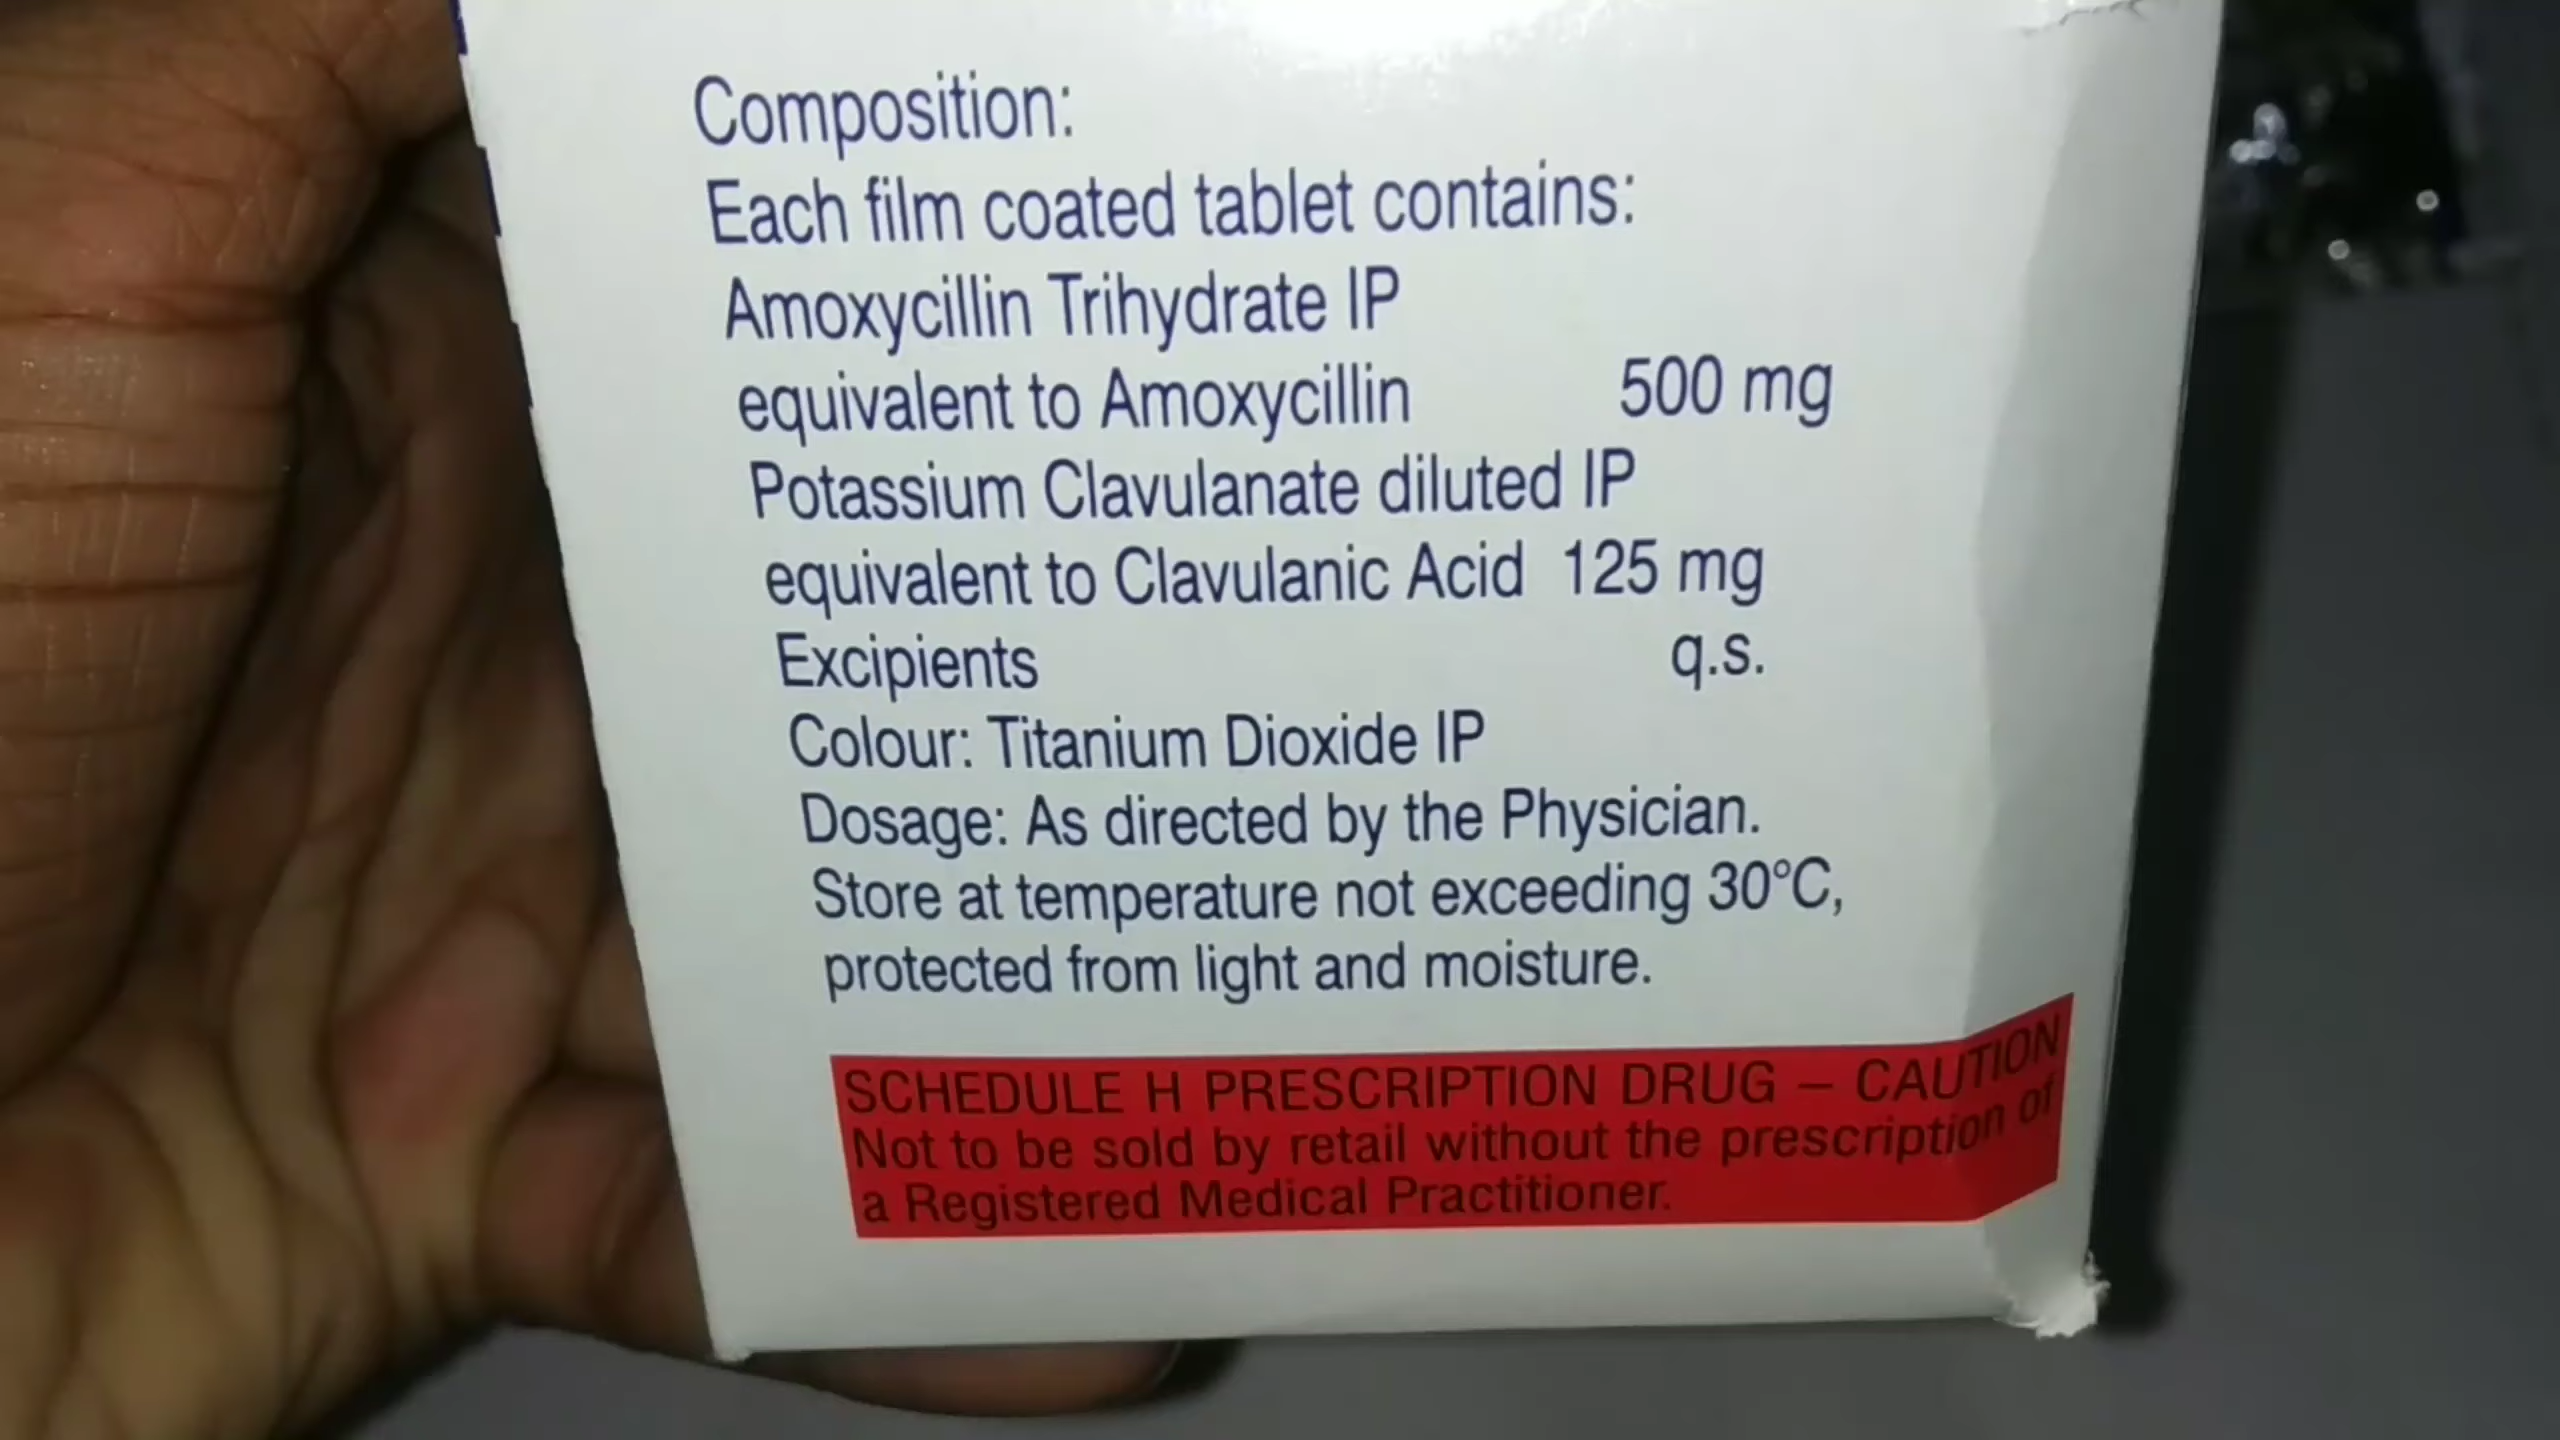 Composition:
Each film coated tablet contains:
Amoxycillin Trihydrate IP
equivalent to Amoxycillin 500 mg
Potassium Clavulanate diluted IP
equivalent to Clavulanic Acid 125 mg
Excipients q.s.
Colour: Titanium Dioxide IP
Dosage: As directed by the Physician.
Store at temperature not exceeding 30°C,
protected from light and moisture.
SCHEDULE H PRESCRIPTION DRUG – CAUTION
Not to be sold by retail without the prescription of
a Registered Medical Practitioner.